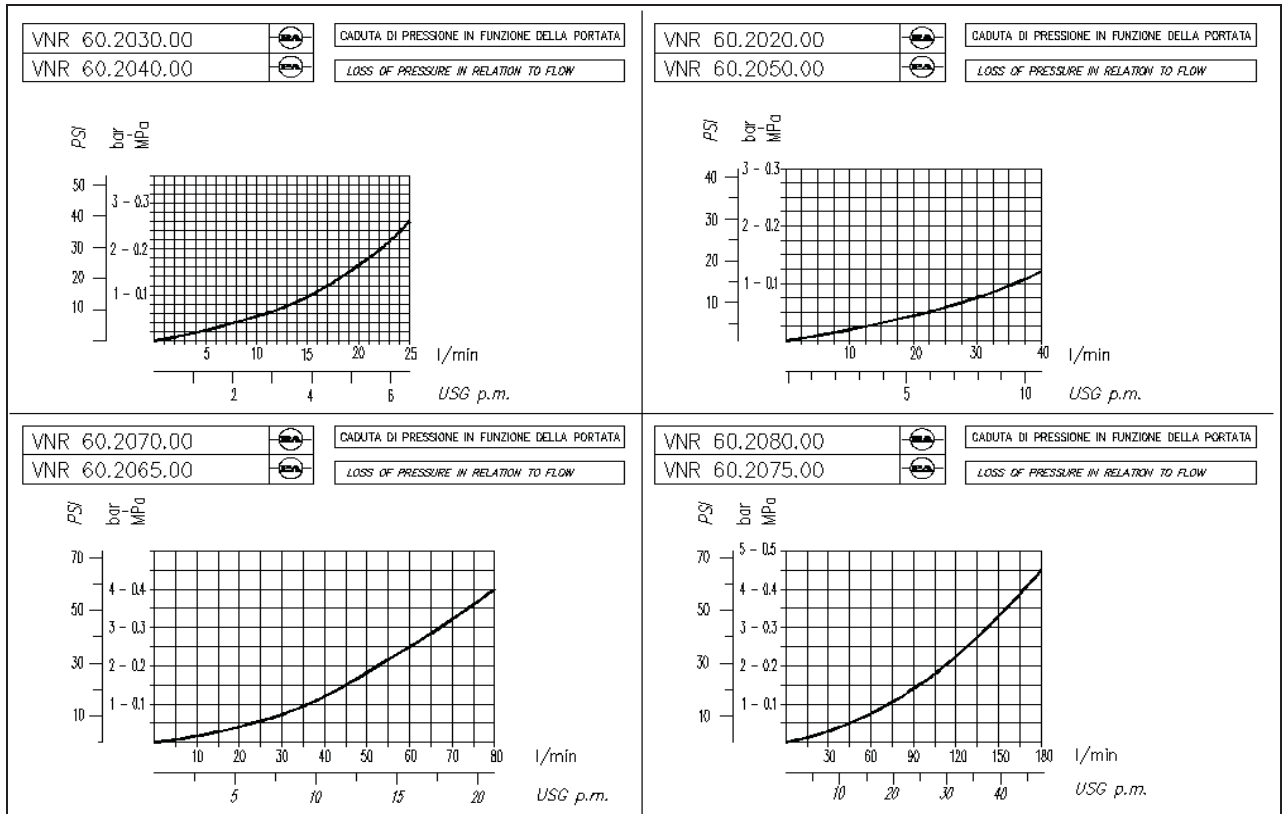 VNR 60.2030.00
VNR 60.2040.00
CADUTA DI PRESSIONE IN FUNZIONE DELLA PORTATA
LOSS OF PRESSURE IN RELATION TO FLOW
PSI bar-MPa
50
40
30
20
10
3 - 0.3
2 - 0.2
1 - 0.1
5 10 15 20 25 l/min
2 4 6 USG p.m.
VNR 60.2020.00
VNR 60.2050.00
CADUTA DI PRESSIONE IN FUNZIONE DELLA PORTATA
LOSS OF PRESSURE IN RELATION TO FLOW
PSI bar-MPa
40
30
20
10
3 - 0.3
2 - 0.2
1 - 0.1
10 20 30 40 l/min
5 10 USG p.m.
VNR 60.2070.00
VNR 60.2065.00
CADUTA DI PRESSIONE IN FUNZIONE DELLA PORTATA
LOSS OF PRESSURE IN RELATION TO FLOW
PSI bar-MPa
70
50
30
10
4 - 0.4
3 - 0.3
2 - 0.2
1 - 0.1
10 20 30 40 50 60 70 80 l/min
5 10 15 20 USG p.m.
VNR 60.2080.00
VNR 60.2075.00
CADUTA DI PRESSIONE IN FUNZIONE DELLA PORTATA
LOSS OF PRESSURE IN RELATION TO FLOW
PSI bar MPa
70
50
30
10
5 - 0.5
4 - 0.4
3 - 0.3
2 - 0.2
1 - 0.1
30 60 90 120 150 180 l/min
10 20 30 40 USG p.m.